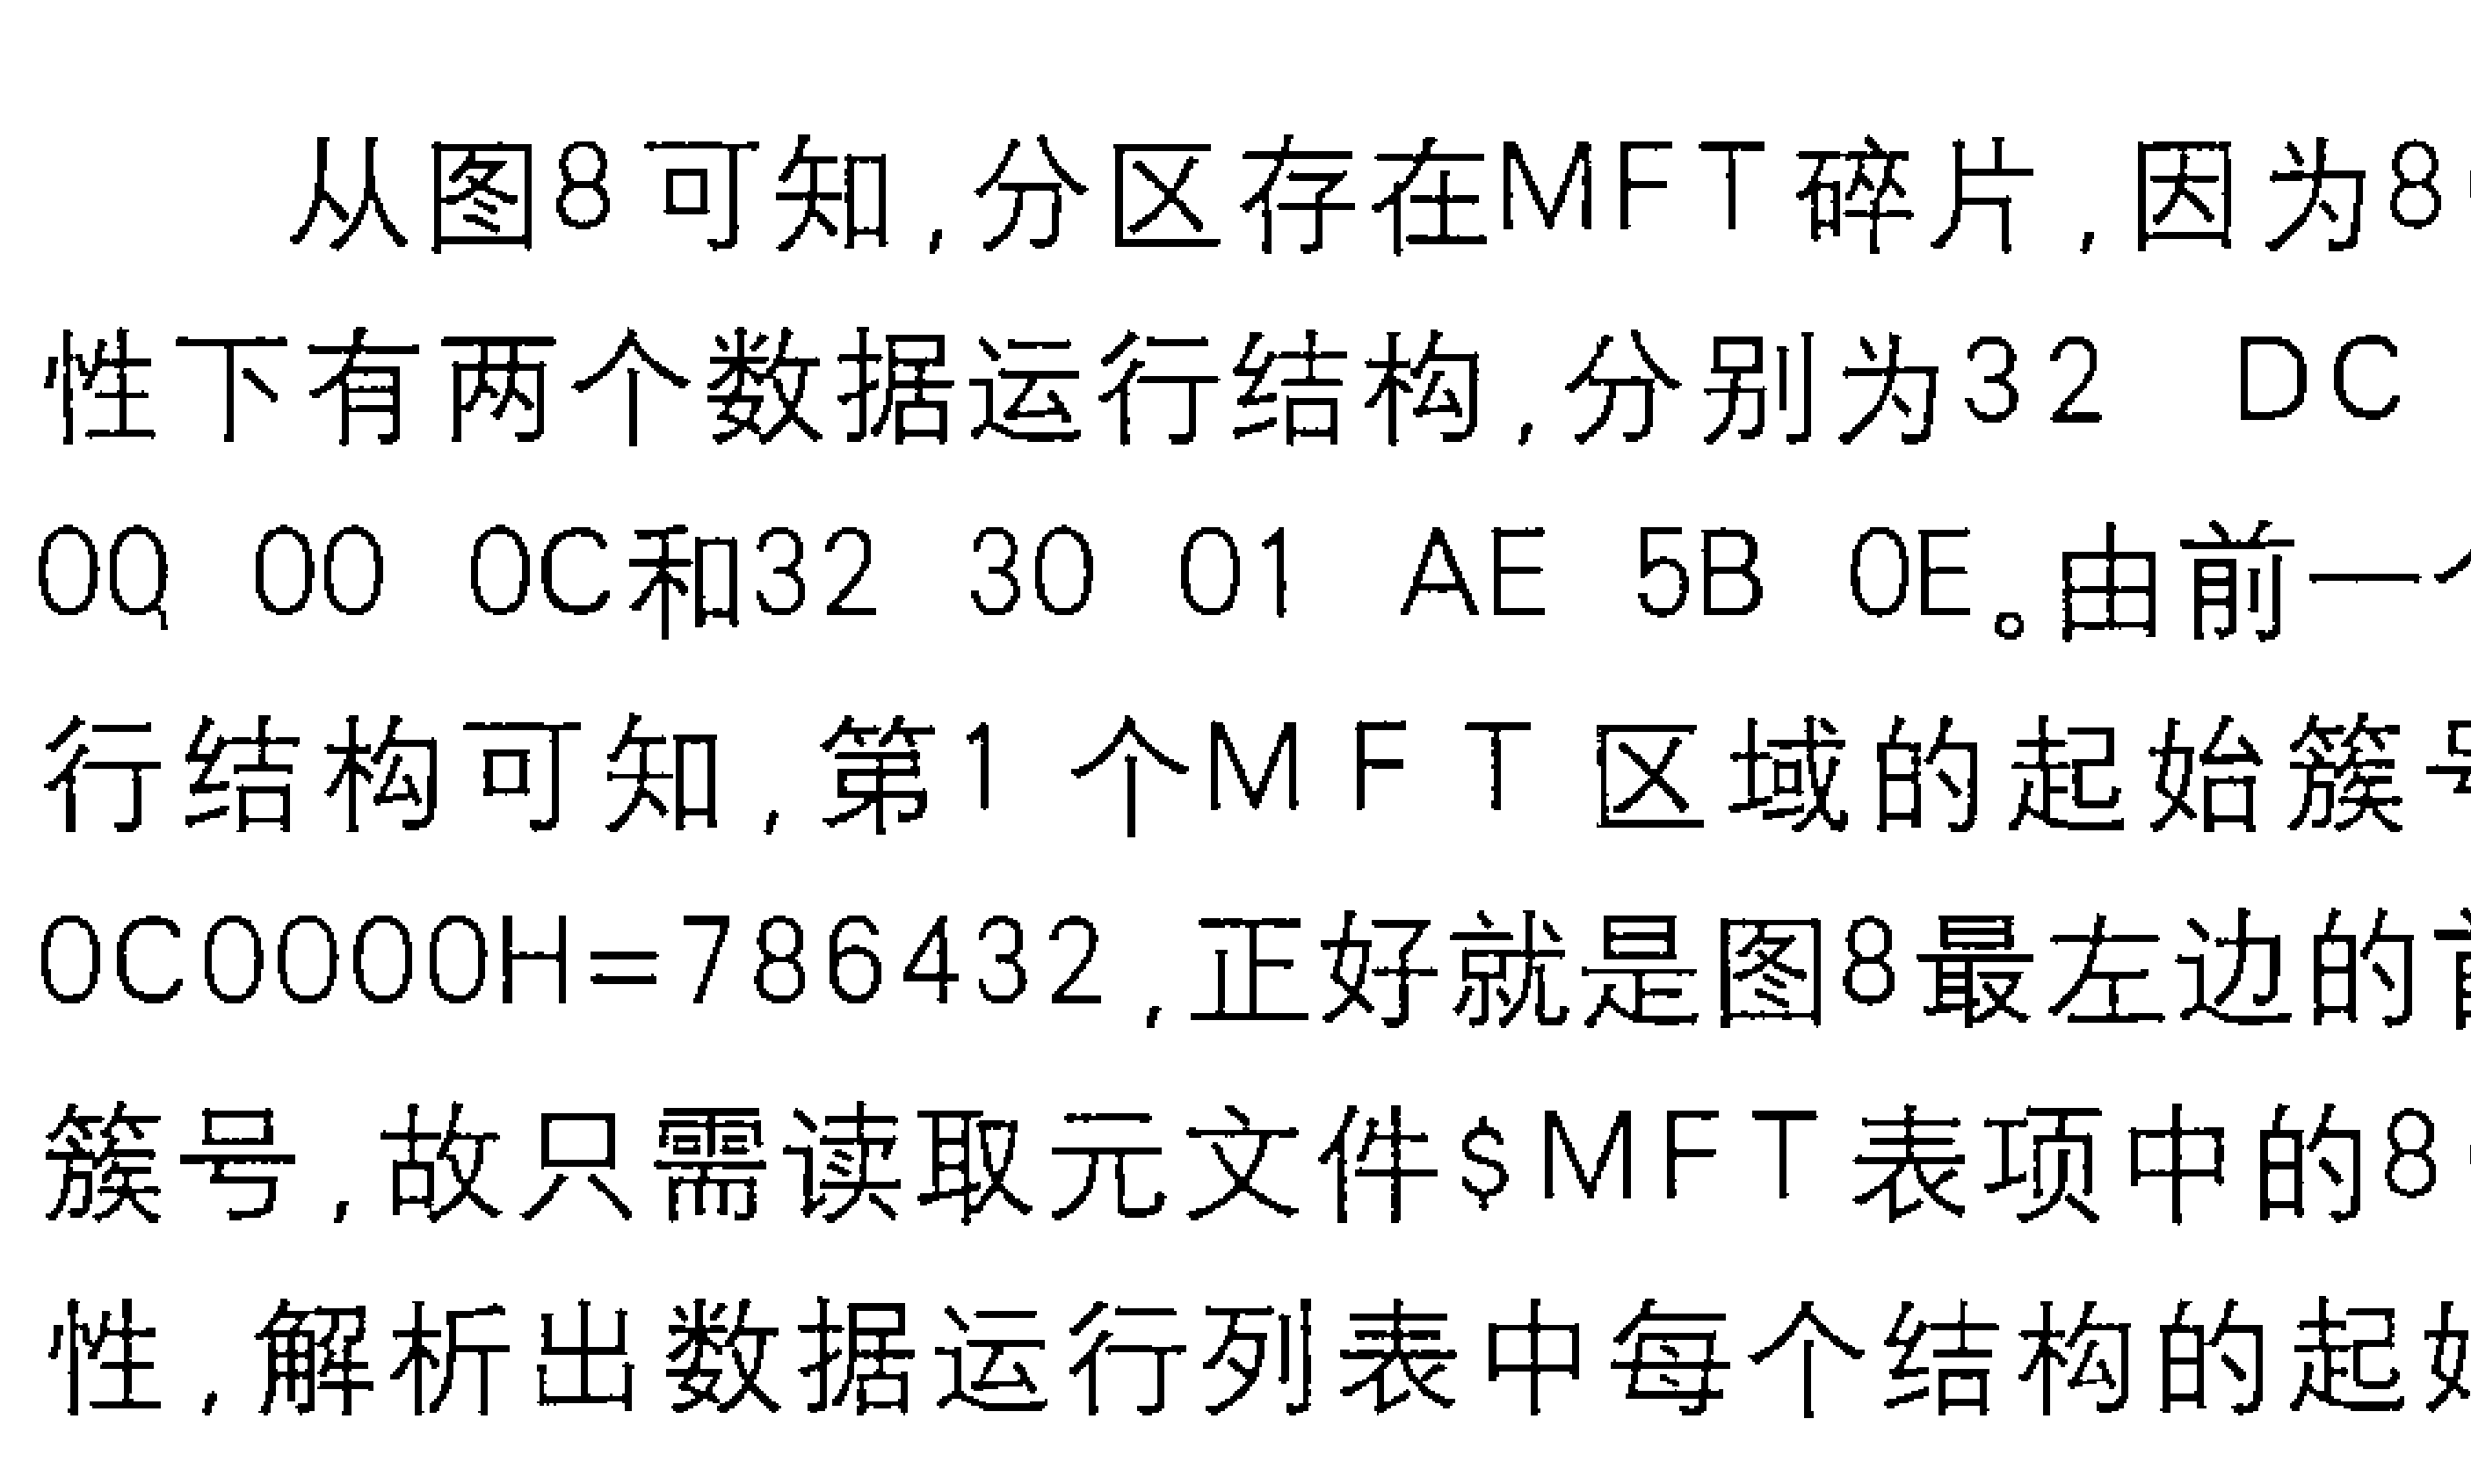 从图8可知,分区存在MFT碎片,因为8
性下有两个数据运行结构,分别为32 DC
00 00 0C和32 30 01 AE 5B 0E。由前一
行结构可知,第1个MFT区域的起始簇
0C0000H=786432,正好就是图8最左边的
簇号,故只需读取元文件$MFT表项中的8
性,解析出数据运行列表中每个结构的起